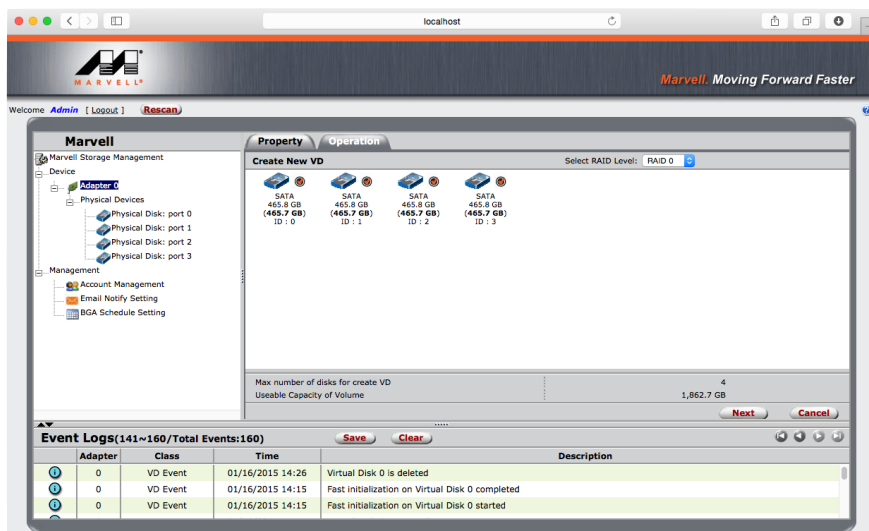 localhost
MARVELL®
Marvell. Moving Forward Faster
Welcome Admin [ Logout ] Rescan
Marvell
Marvell Storage Management
Device
Adapter 0
Physical Devices
Physical Disk: port 0
Physical Disk: port 1
Physical Disk: port 2
Physical Disk: port 3
Management
Account Management
Email Notify Setting
BGA Schedule Setting
Property Operation
Create New VD Select RAID Level: RAID 0
SATA SATA SATA SATA
465.8 GB 465.8 GB 465.8 GB 465.8 GB
(465.7 GB) (465.7 GB) (465.7 GB) (465.7 GB)
ID : 0 ID : 1 ID : 2 ID : 3
Max number of disks for create VD 4
Useable Capacity of Volume 1,862.7 GB
Next Cancel
Event Logs(141~160/Total Events:160) Save Clear
Adapter Class Time Description
0 VD Event 01/16/2015 14:26 Virtual Disk 0 is deleted
0 VD Event 01/16/2015 14:15 Fast initialization on Virtual Disk 0 completed
0 VD Event 01/16/2015 14:15 Fast initialization on Virtual Disk 0 started